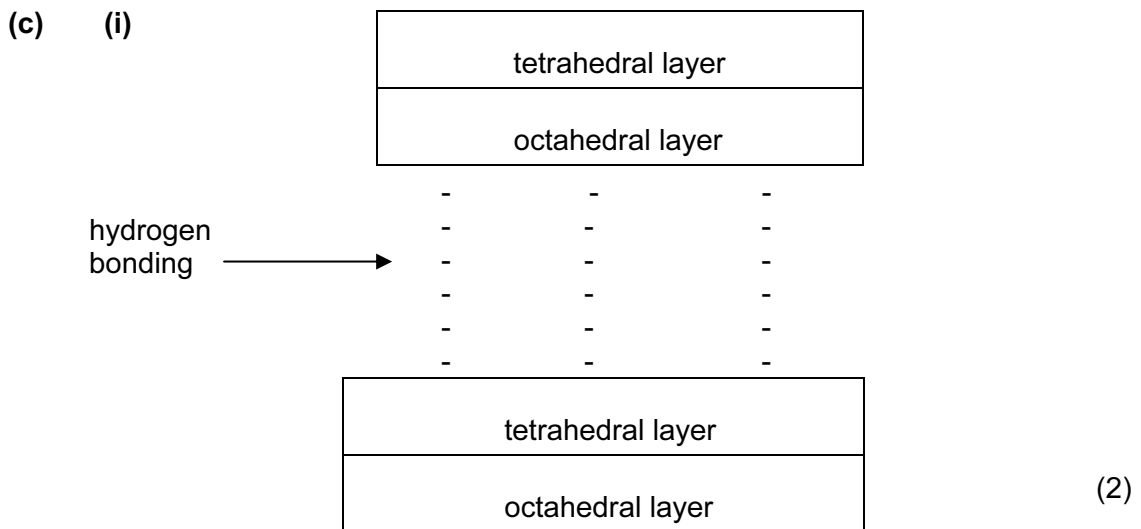 (c) (i)
tetrahedral layer
octahedral layer
- - -
- - -
hydrogen
bonding
- - -
- - -
- - -
- - -
tetrahedral layer
octahedral layer
(2)